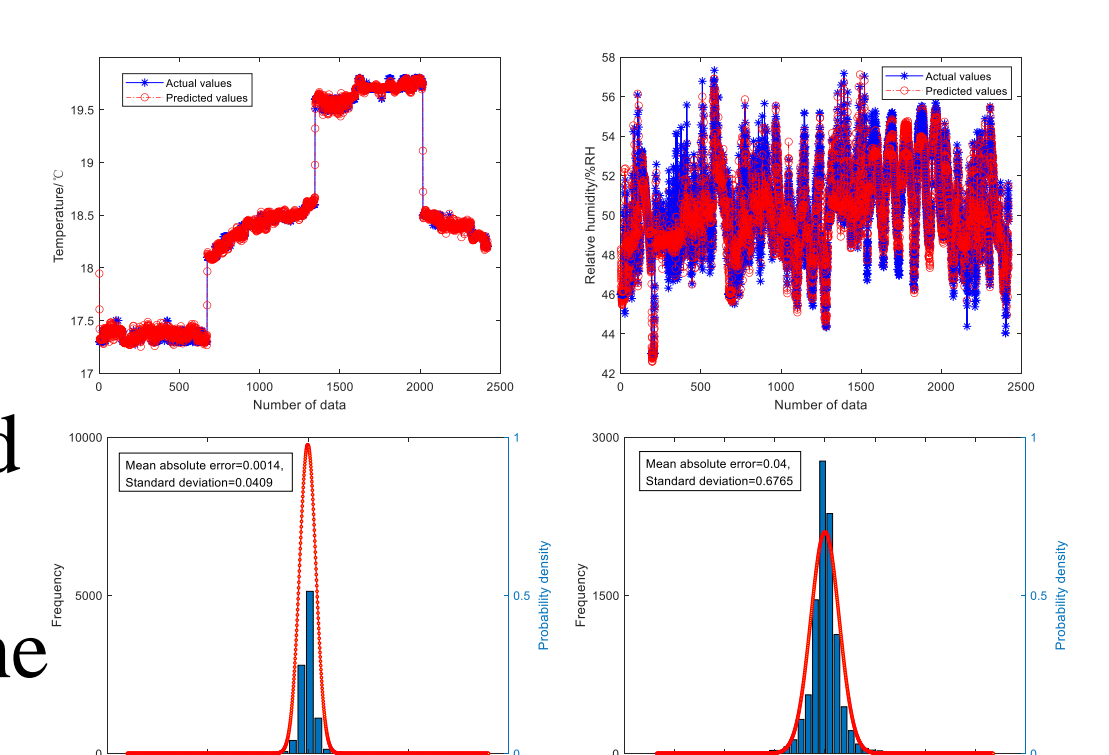 Actual values
Predicted values
19.5
19
18.5
18
17.5
17
Temperature/℃
0
500
1000
1500
2000
2500
Number of data
Actual values
Predicted values
58
56
54
52
50
48
46
44
42
Relative humidity/%RH
0
500
1000
1500
2000
2500
Number of data
d
ne
10000
5000
0
Frequency
Mean absolute error=0.0014,
Standard deviation=0.0409
1
0.5
0
Probability density
3000
1500
0
Frequency
Mean absolute error=0.04,
Standard deviation=0.6765
1
0.5
0
Probability density